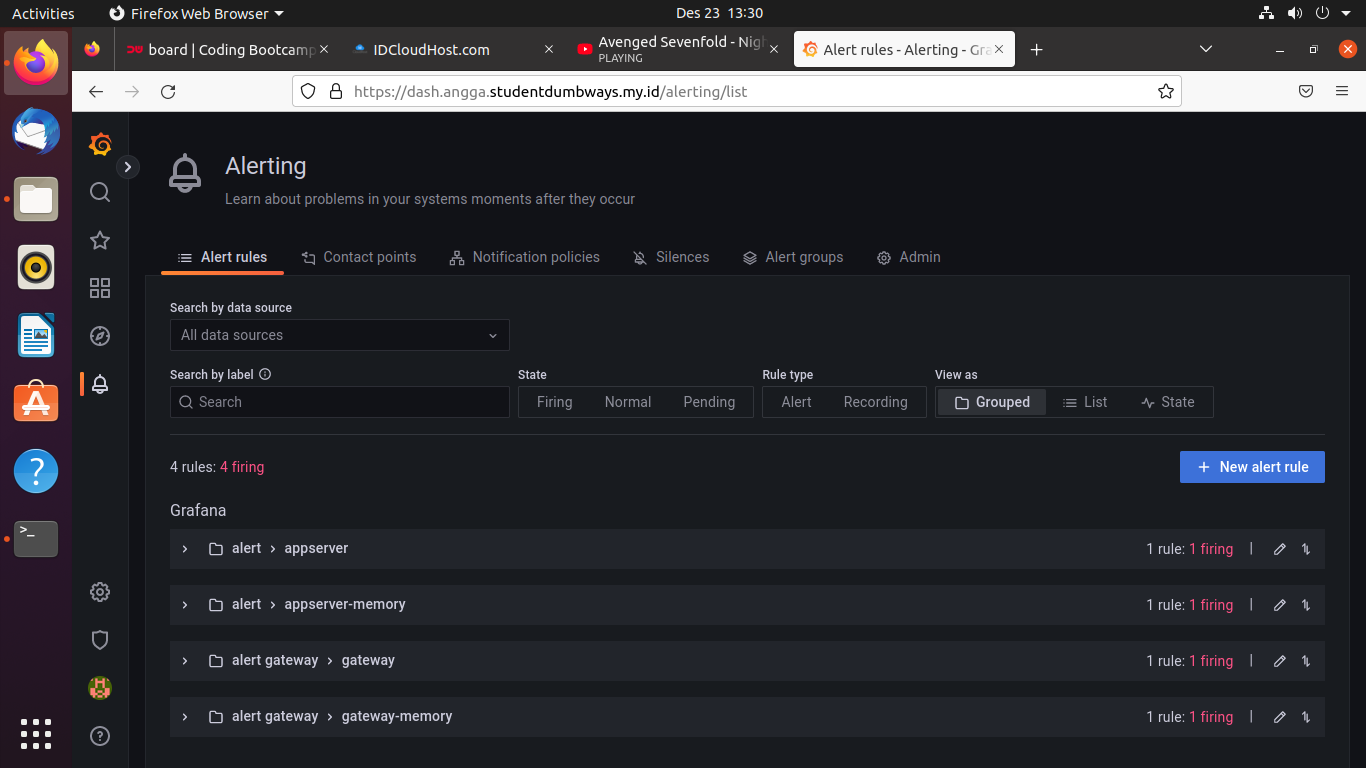 Activities
Firefox Web Browser
Des 23 13:30
board | Coding Bootcamp
IDCloudHost.com
Avenged Sevenfold - Nigh
PLAYING
Alert rules - Alerting - Gra
https://dash.angga.studentdumbways.my.id/alerting/list
Alerting
Learn about problems in your systems moments after they occur
Alert rules
Contact points
Notification policies
Silences
Alert groups
Admin
Search by data source
All data sources
Search by label
State
Rule type
View as
Search
Firing
Normal
Pending
Alert
Recording
Grouped
List
State
4 rules: 4 firing
New alert rule
Grafana
alert > appserver
1 rule: 1 firing |
alert > appserver-memory
1 rule: 1 firing |
alert gateway > gateway
1 rule: 1 firing |
alert gateway > gateway-memory
1 rule: 1 firing |